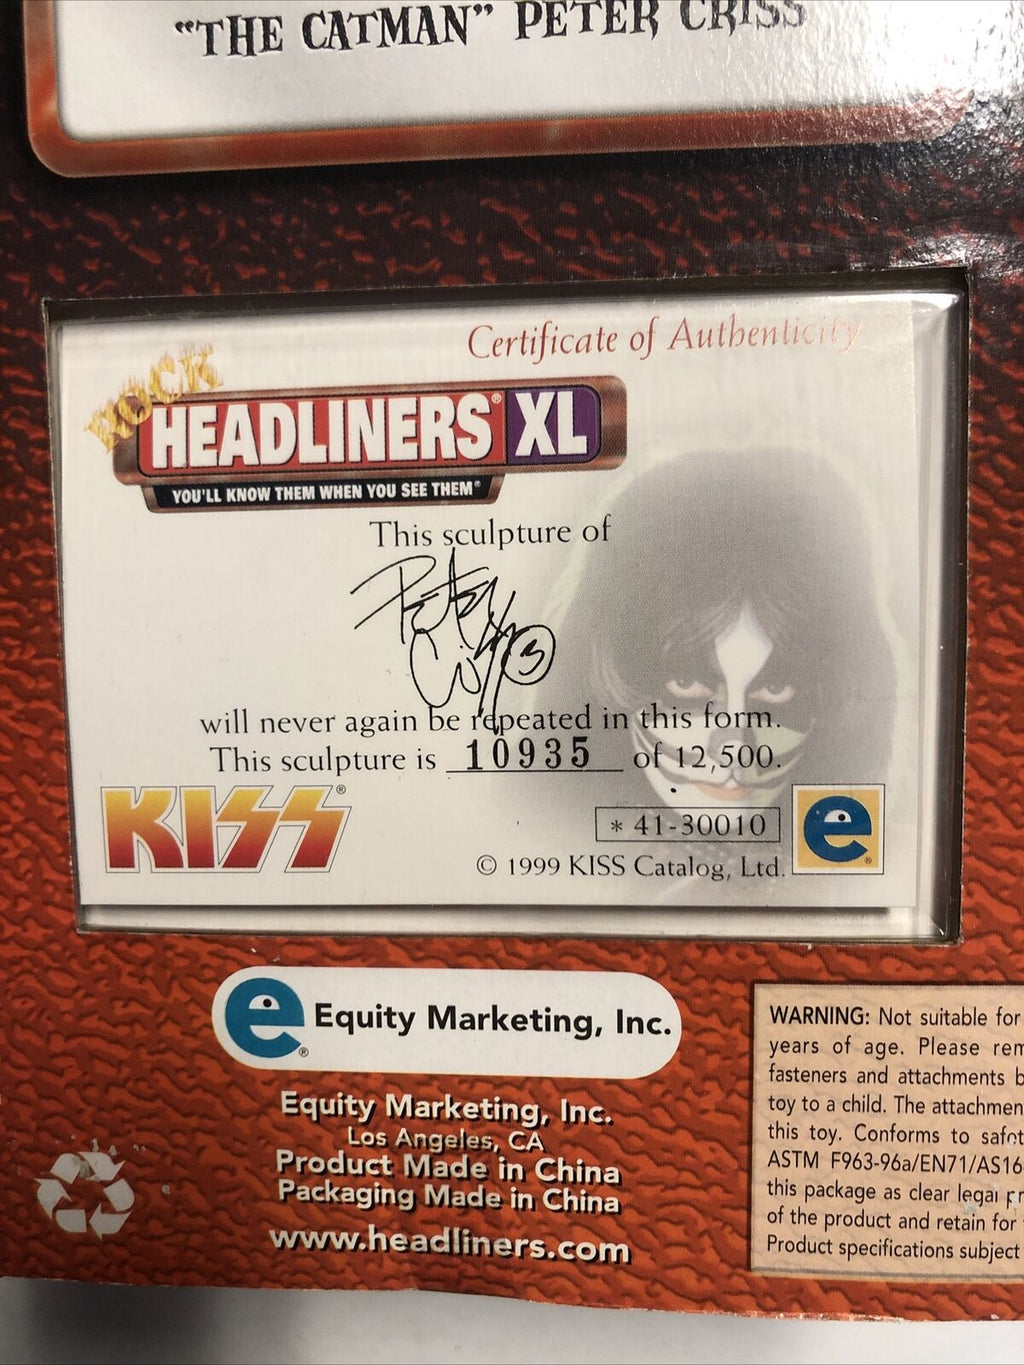 “THE CATMAN” PETER CRISS
Certificate of Authenticity
ROCK
HEADLINERS® XL
YOU'LL KNOW THEM WHEN YOU SEE THEM®
This sculpture of
Peter
Criss 3
will never again be repeated in this form.
This sculpture is 10935 of 12,500.
KISS®
* 41-30010
e®
© 1999 KISS Catalog, Ltd.
e® Equity Marketing, Inc.
Equity Marketing, Inc.
Los Angeles, CA
Product Made in China
Packaging Made in China
www.headliners.com
WARNING: Not suitable for
years of age. Please rem
fasteners and attachments b
toy to a child. The attachmen
this toy. Conforms to safet
ASTM F963-96a/EN71/AS16
this package as clear legal pr
of the product and retain for
Product specifications subject